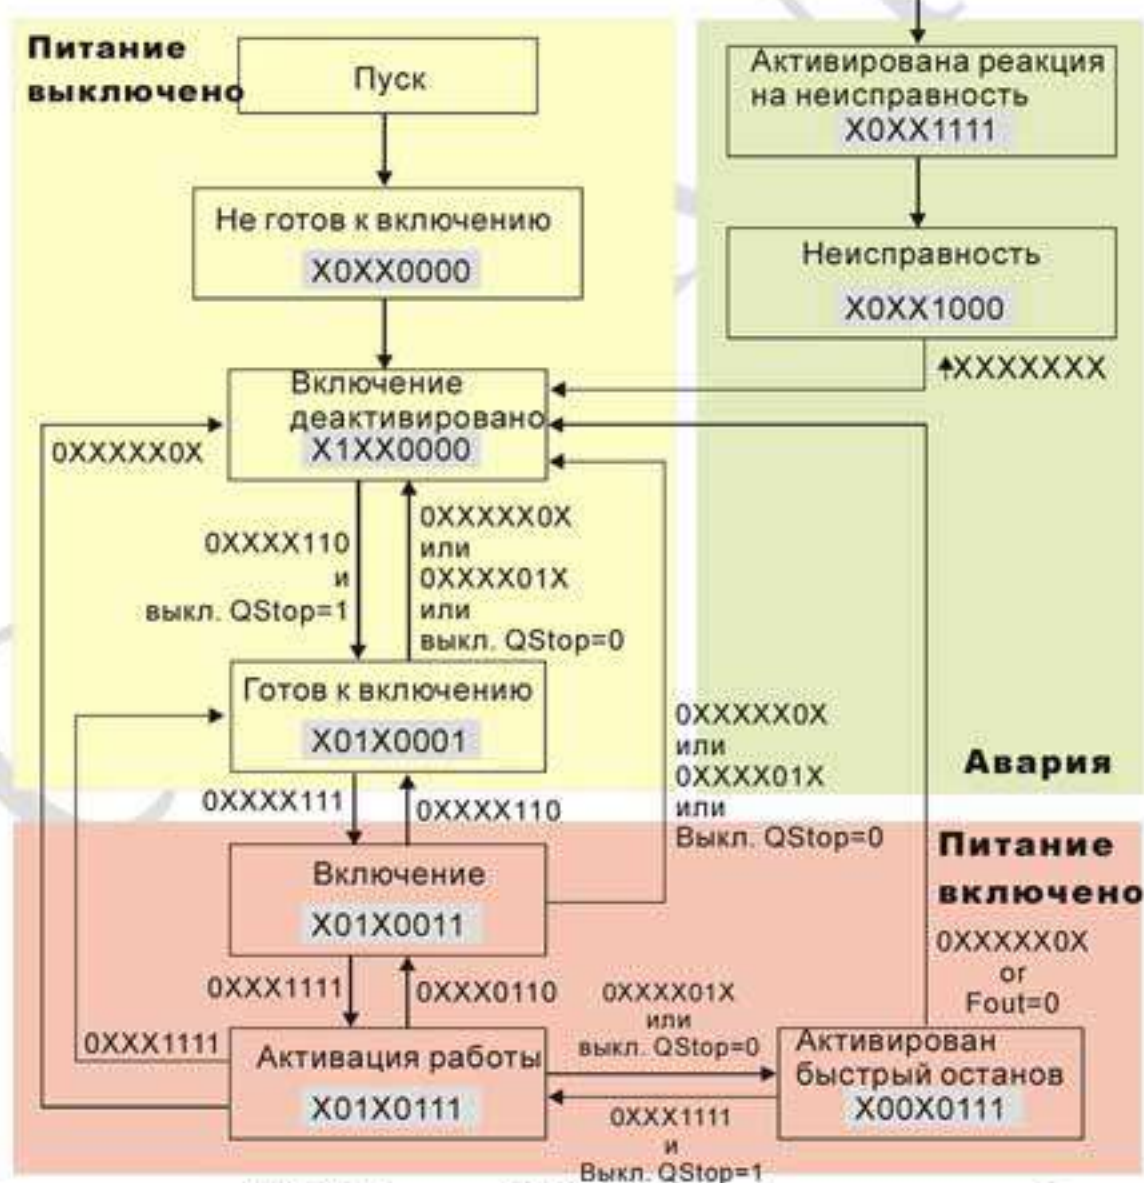 Питание
выключено
Пуск
Не готов к включению
X0XX0000
Включение
деактивировано
X1XX0000
0XXXXX0X
0XXXX110
и
выкл. QStop=1
0XXXXX0X
или
0XXXX01X
или
выкл. QStop=0
Готов к включению
X01X0001
0XXXX111
0XXXX110
Активирована реакция
на неисправность
X0XX1111
Неисправность
X0XX1000
XXXXXXX
Авария
0XXXXX0X
или
0XXXX01X
или
Выкл. QStop=0
Питание
включено
Включение
X01X0011
0XXX1111
0XXX0110
0XXX1111
Активация работы
X01X0111
0XXXX01X
или
выкл. QStop=0
0XXX1111
и
Выкл. QStop=1
0XXXXX0X
or
Fout=0
Активирован
быстрый останов
X00X0111